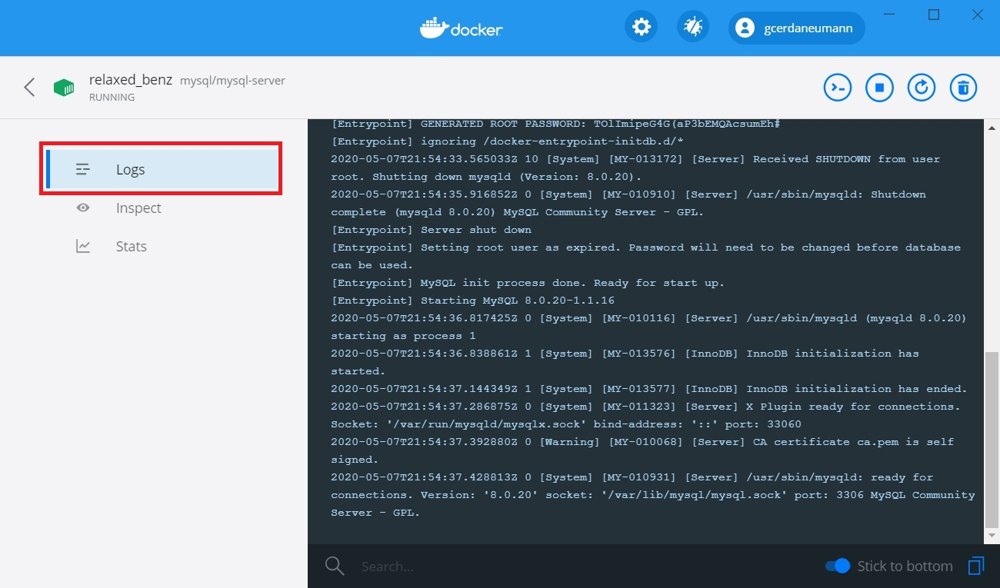 docker
gcerdaneumann
relaxed_benz mysql/mysql-server
RUNNING
Logs
Inspect
Stats
[Entrypoint] GENERATED ROOT PASSWORD: TOlImipeG4G(aP3bEMQAcsumEh#
[Entrypoint] ignoring /docker-entrypoint-initdb.d/*
2020-05-07T21:54:33.565033Z 10 [System] [MY-013172] [Server] Received SHUTDOWN from user
root. Shutting down mysqld (Version: 8.0.20).
2020-05-07T21:54:35.916852Z 0 [System] [MY-010910] [Server] /usr/sbin/mysqld: Shutdown
complete (mysqld 8.0.20) MySQL Community Server - GPL.
[Entrypoint] Server shut down
[Entrypoint] Setting root user as expired. Password will need to be changed before database
can be used.
[Entrypoint] MySQL init process done. Ready for start up.
[Entrypoint] Starting MySQL 8.0.20-1.1.16
2020-05-07T21:54:36.817425Z 0 [System] [MY-010116] [Server] /usr/sbin/mysqld (mysqld 8.0.20)
starting as process 1
2020-05-07T21:54:36.838861Z 1 [System] [MY-013576] [InnoDB] InnoDB initialization has
started.
2020-05-07T21:54:37.144349Z 1 [System] [MY-013577] [InnoDB] InnoDB initialization has ended.
2020-05-07T21:54:37.286875Z 0 [System] [MY-011323] [Server] X Plugin ready for connections.
Socket: '/var/run/mysqld/mysqlx.sock' bind-address: '::' port: 33060
2020-05-07T21:54:37.392880Z 0 [Warning] [MY-010068] [Server] CA certificate ca.pem is self
signed.
2020-05-07T21:54:37.428813Z 0 [System] [MY-010931] [Server] /usr/sbin/mysqld: ready for
connections. Version: '8.0.20' socket: '/var/lib/mysql/mysql.sock' port: 3306 MySQL Community
Server - GPL.
Search...
Stick to bottom